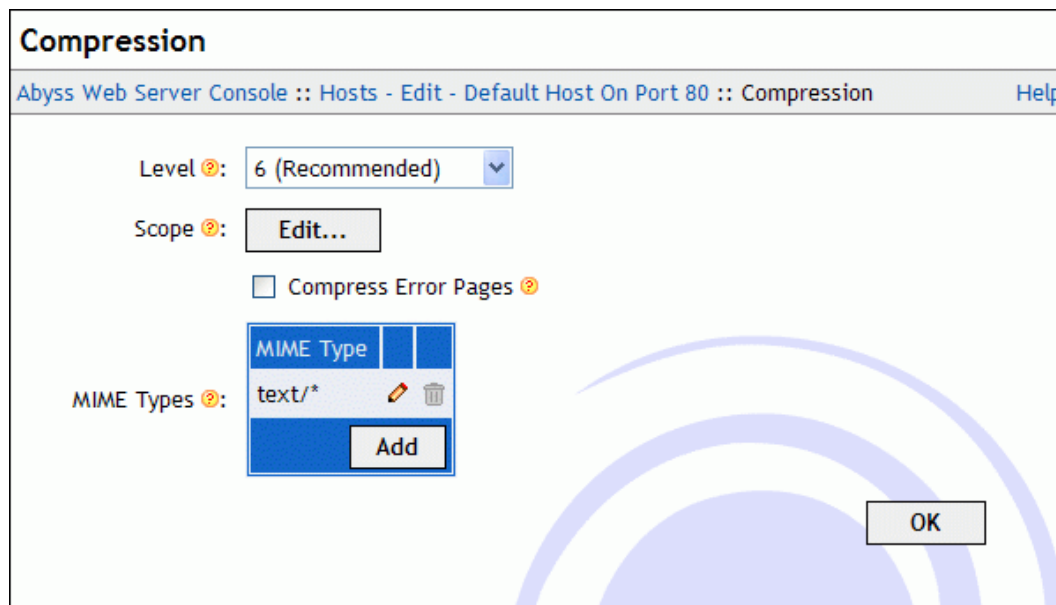 Compression
Abyss Web Server Console :: Hosts - Edit - Default Host On Port 80 :: Compression Help
Level ?: 6 (Recommended)
Scope ?: Edit...
Compress Error Pages ?
MIME Type
MIME Types ?: text/*
Add
OK